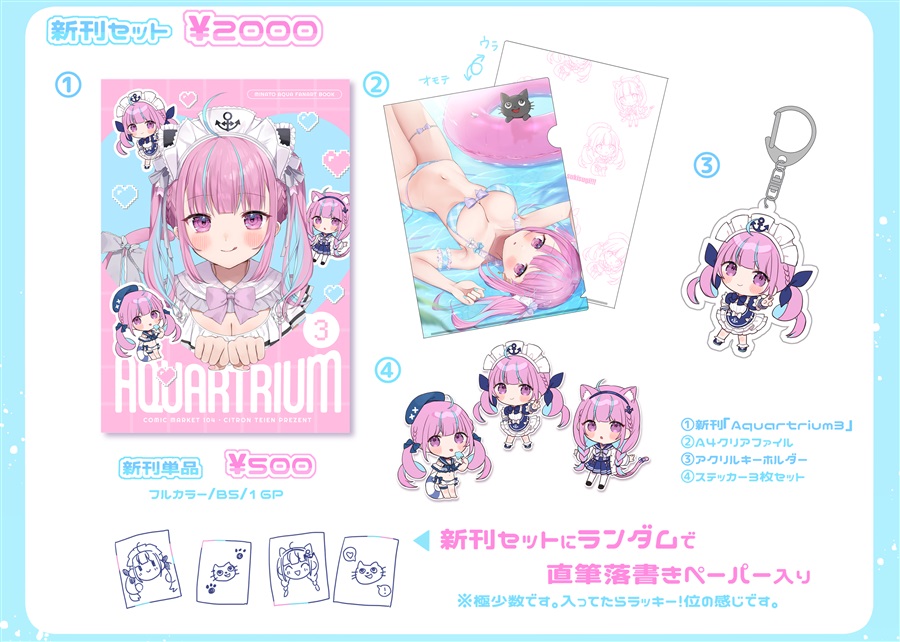 新刊セット ¥2000
①
MINATO AQUA FANART BOOK
3
AQUARTRIUM
COMIC MARKET 104 - CITRON TEIEN PREZENT
新刊単品 ¥500
フルカラー/B5/16P
②
オモテ
ウラ
③
④
①新刊「Aquartrium3」
②A4クリアファイル
③アクリルキーホルダー
④ステッカー3枚セット
新刊セットにランダムで
直筆落書きペーパー入り
※極少数です。入ってたらラッキー!位の感じです。